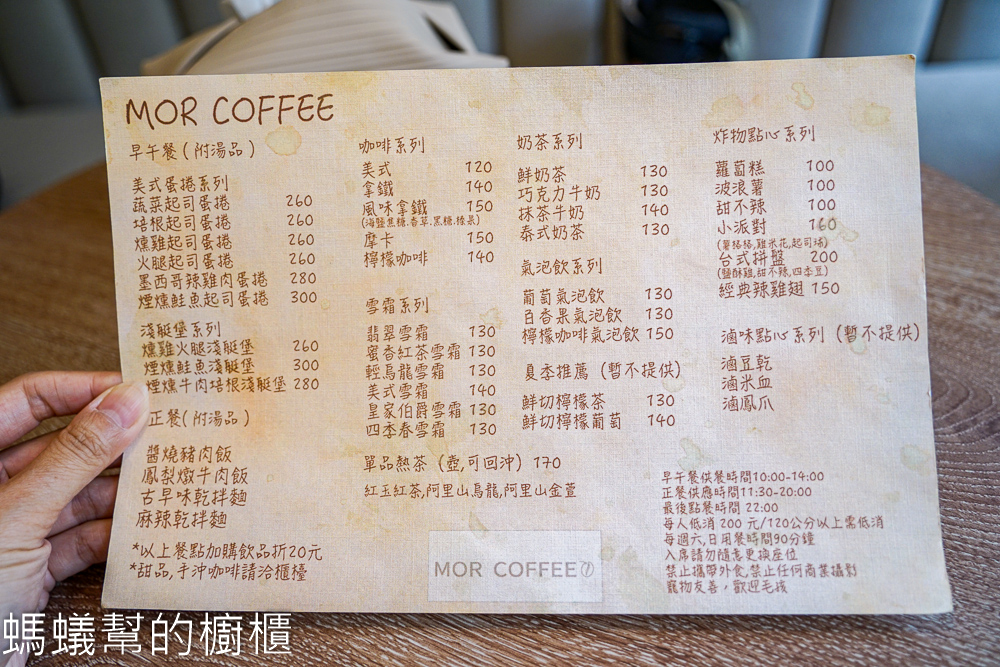 MOR COFFEE
早午餐(附湯品)
美式蛋捲系列
蔬菜起司蛋捲 260
培根起司蛋捲 260
燻雞起司蛋捲 260
火腿起司蛋捲 260
墨西哥辣雞肉蛋捲 280
煙燻鮭魚起司蛋捲 300
淺艇堡系列
燻雞火腿淺艇堡 260
煙燻鮭魚淺艇堡 300
煙燻牛肉培根淺艇堡 280
正餐(附湯品)
醬燒豬肉飯
鳳梨燉牛肉飯
古早味乾拌麵
麻辣乾拌麵
*以上餐點加購飲品折20元
*甜品,手沖咖啡請洽櫃檯
咖啡系列
美式 120
拿鐵 140
風味拿鐵 150
(海鹽焦糖.香草.黑糖.榛果)
摩卡 150
檸檬咖啡 140
雪霜系列
翡翠雪霜 130
蜜香紅茶雪霜 130
輕烏龍雪霜 130
美式雪霜 140
皇家伯爵雪霜 130
四季春雪霜 130
單品熱茶(壺,可回沖) 170
紅玉紅茶,阿里山烏龍,阿里山金萱
奶茶系列
鮮奶茶 130
巧克力牛奶 130
抹茶牛奶 140
泰式奶茶 130
氣泡飲系列
葡萄氣泡飲 130
百香果氣泡飲 130
檸檬咖啡氣泡飲 150
夏季推薦(暫不提供)
鮮切檸檬茶 130
鮮切檸檬葡萄 140
炸物點心系列
蘿蔔糕 100
波浪薯 100
甜不辣 100
小派對 160
(薯條條,雞米花,起司球)
台式拼盤 200
(鹽酥雞,甜不辣,四季豆)
經典辣雞翅 150
滷味點心系列(暫不提供)
滷豆乾
滷米血
滷鳳爪
早午餐供餐時間10:00-14:00
正餐供應時間11:30-20:00
最後點餐時間 22:00
每人低消 200 元/120公分以上需低消
每週六,日用餐時間90分鐘
入席請勿隨意更換座位
禁止攜帶外食,禁止任何商業攝影
寵物友善,歡迎毛孩
MOR COFFEE
螞蟻幫的櫥櫃